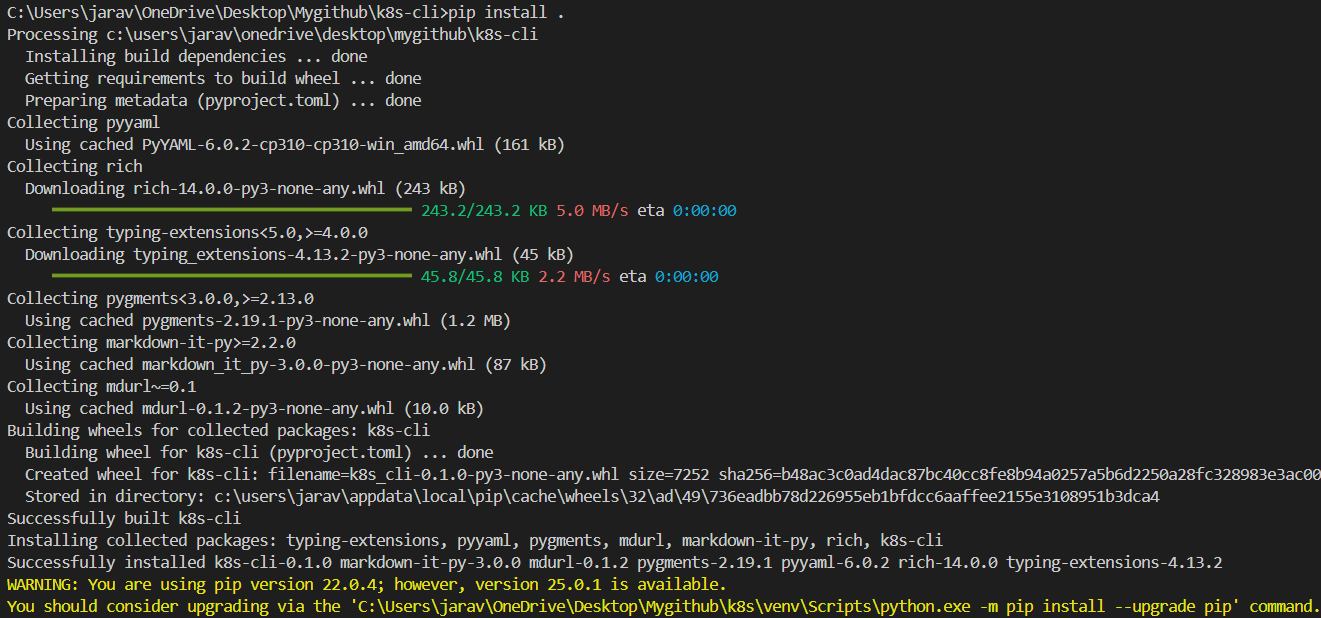 C:\Users\jarav\OneDrive\Desktop\Mygithub\k8s-cli>pip install .
Processing c:\users\jarav\onedrive\desktop\mygithub\k8s-cli
Installing build dependencies ... done
Getting requirements to build wheel ... done
Preparing metadata (pyproject.toml) ... done
Collecting pyyaml
Using cached PyYAML-6.0.2-cp310-cp310-win_amd64.whl (161 kB)
Collecting rich
Downloading rich-14.0.0-py3-none-any.whl (243 kB)
243.2/243.2 KB 5.0 MB/s eta 0:00:00
Collecting typing-extensions<5.0,>=4.0.0
Downloading typing_extensions-4.13.2-py3-none-any.whl (45 kB)
45.8/45.8 KB 2.2 MB/s eta 0:00:00
Collecting pygments<3.0.0,>=2.13.0
Using cached pygments-2.19.1-py3-none-any.whl (1.2 MB)
Collecting markdown-it-py>=2.2.0
Using cached markdown_it_py-3.0.0-py3-none-any.whl (87 kB)
Collecting mdurl~=0.1
Using cached mdurl-0.1.2-py3-none-any.whl (10.0 kB)
Building wheels for collected packages: k8s-cli
Building wheel for k8s-cli (pyproject.toml) ... done
Created wheel for k8s-cli: filename=k8s_cli-0.1.0-py3-none-any.whl size=7252 sha256=b48ac3c0ad4dac87bc40cc8fe8b94a0257a5b6d2250a28fc328983e3ac00
Stored in directory: c:\users\jarav\appdata\local\pip\cache\wheels\32\ad\49\736eadbb78d226955eb1bfdcc6aaffee2155e3108951b3dca4
Successfully built k8s-cli
Installing collected packages: typing-extensions, pyyaml, pygments, mdurl, markdown-it-py, rich, k8s-cli
Successfully installed k8s-cli-0.1.0 markdown-it-py-3.0.0 mdurl-0.1.2 pygments-2.19.1 pyyaml-6.0.2 rich-14.0.0 typing-extensions-4.13.2
WARNING: You are using pip version 22.0.4; however, version 25.0.1 is available.
You should consider upgrading via the 'C:\Users\jarav\OneDrive\Desktop\Mygithub\k8s\venv\Scripts\python.exe -m pip install --upgrade pip' command.